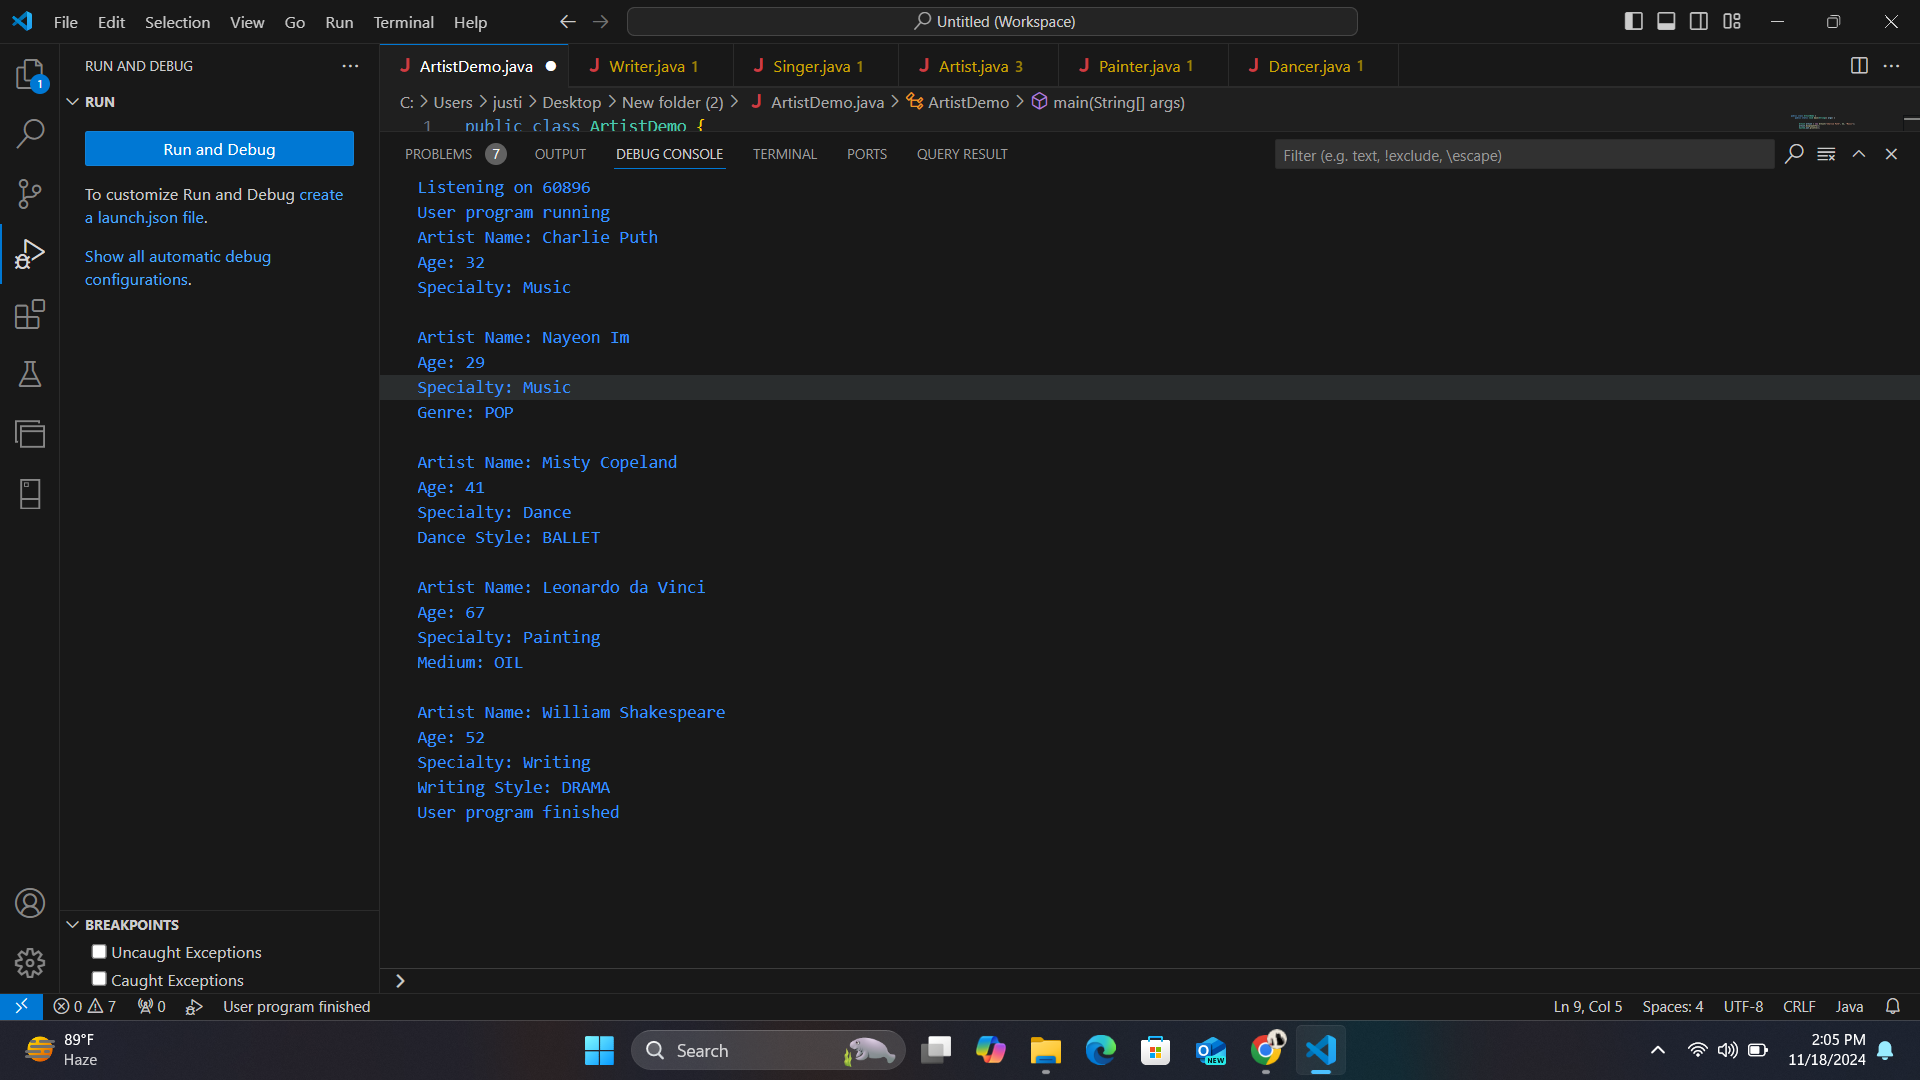 File Edit Selection View Go Run Terminal Help
Untitled (Workspace)
RUN AND DEBUG
RUN
Run and Debug
To customize Run and Debug create
a launch.json file.
Show all automatic debug
configurations.
BREAKPOINTS
Uncaught Exceptions
Caught Exceptions
1
ArtistDemo.java
Writer.java 1
Singer.java 1
Artist.java 3
Painter.java 1
Dancer.java 1
C: > Users > justi > Desktop > New folder (2) > ArtistDemo.java > ArtistDemo > main(String[] args)
1 public class ArtistDemo {
PROBLEMS 7 OUTPUT DEBUG CONSOLE TERMINAL PORTS QUERY RESULT
Filter (e.g. text, !exclude, \escape)
Listening on 60896
User program running
Artist Name: Charlie Puth
Age: 32
Specialty: Music
Artist Name: Nayeon Im
Age: 29
Specialty: Music
Genre: POP
Artist Name: Misty Copeland
Age: 41
Specialty: Dance
Dance Style: BALLET
Artist Name: Leonardo da Vinci
Age: 67
Specialty: Painting
Medium: OIL
Artist Name: William Shakespeare
Age: 52
Specialty: Writing
Writing Style: DRAMA
User program finished
0 7 0 User program finished
Ln 9, Col 5 Spaces: 4 UTF-8 CRLF Java
89°F
Haze
Search
NEW
2:05 PM
11/18/2024